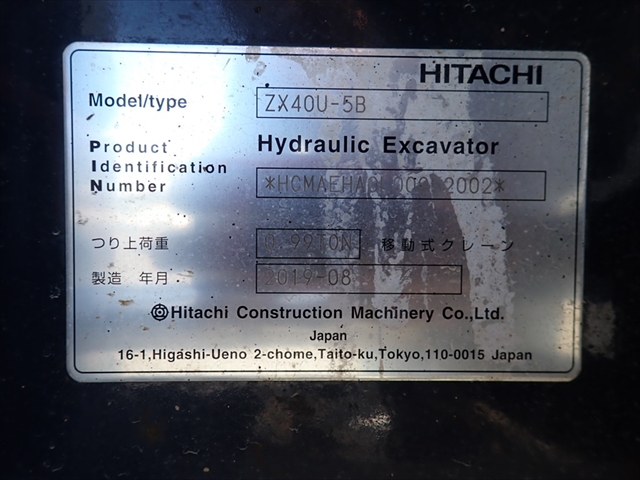 HITACHI
Model/type ZX40U-5B
Product Identification Number Hydraulic Excavator
つり上荷重 移動式クレーン
製造 年月 2019-08
Hitachi Construction Machinery Co.,Ltd.
Japan
16-1,Higashi-Ueno 2-chome,Taito-ku,Tokyo,110-0015 Japan